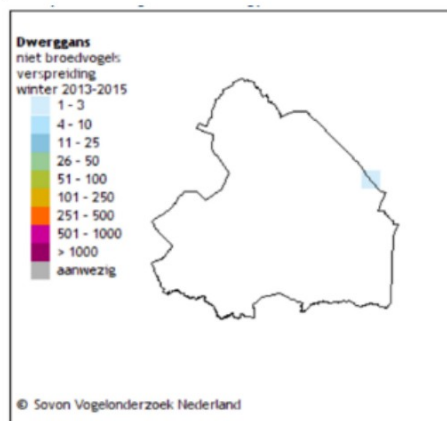 Dwerggans
niet broedvogels
verspreiding
winter 2013-2015
1 - 3
4 - 10
11 - 25
26 - 50
51 - 100
101 - 250
251 - 500
501 - 1000
> 1000
aanwezig
© Sovon Vogelonderzoek Nederland